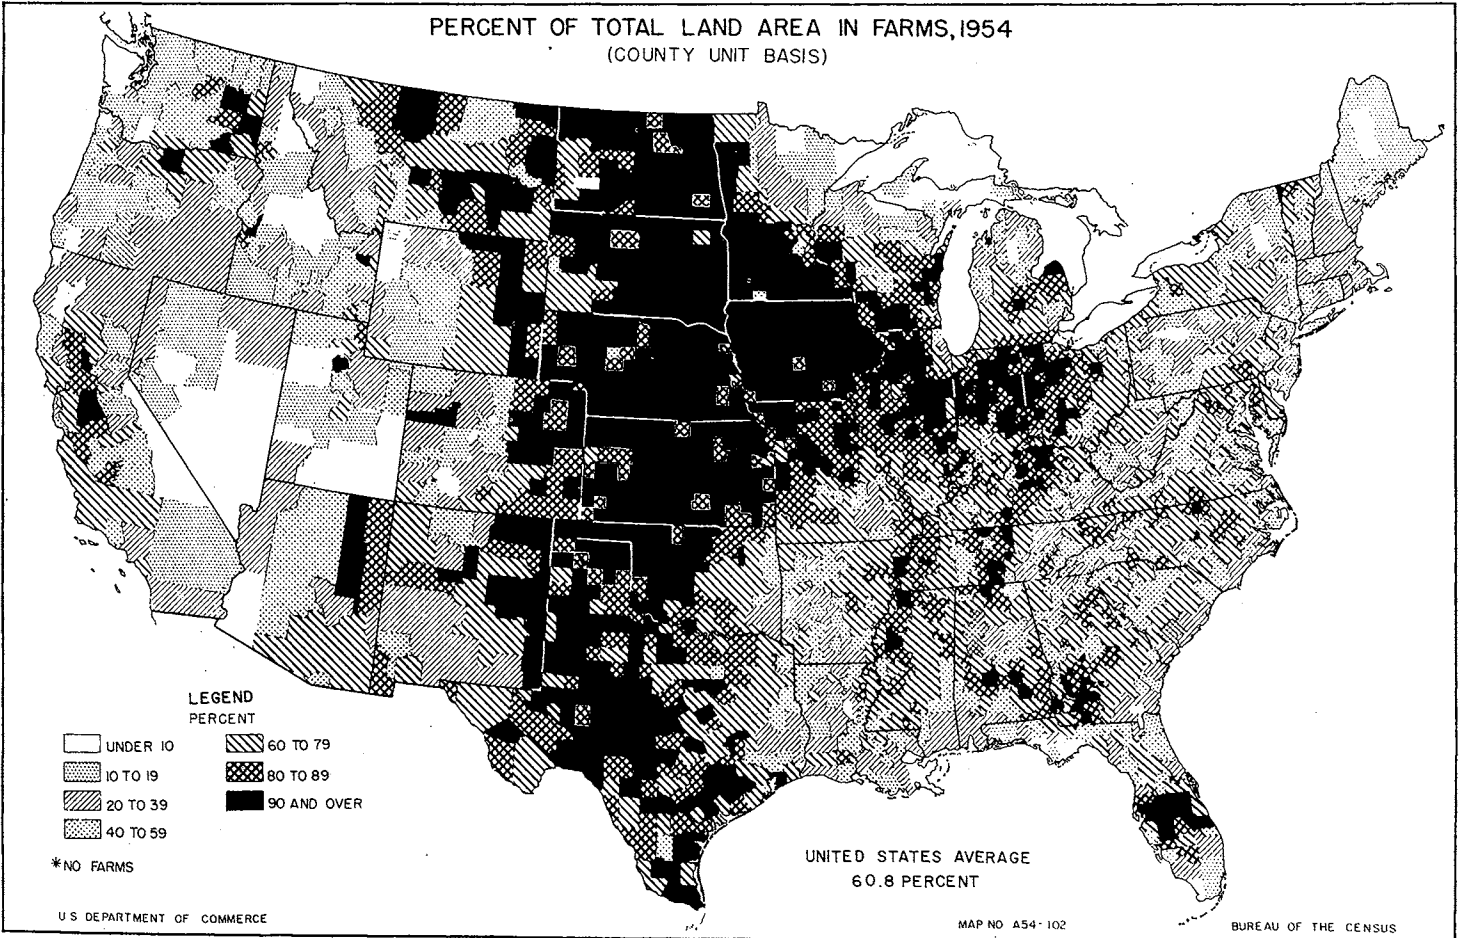 PERCENT OF TOTAL LAND AREA IN FARMS, 1954
(COUNTY UNIT BASIS)
LEGEND
PERCENT
UNDER 10
10 TO 19
20 TO 39
40 TO 59
60 TO 79
80 TO 89
90 AND OVER
*NO FARMS
UNITED STATES AVERAGE
60.8 PERCENT
U S DEPARTMENT OF COMMERCE
MAP NO A54-102
BUREAU OF THE CENSUS